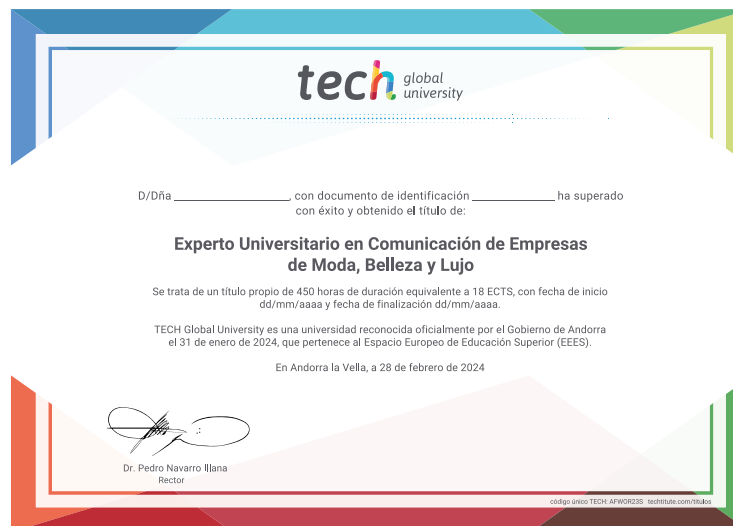 tech global
university
D/Dña ____________________, con documento de identificación ______________ ha superado
con éxito y obtenido el título de:
Experto Universitario en Comunicación de Empresas
de Moda, Belleza y Lujo
Se trata de un título propio de 450 horas de duración equivalente a 18 ECTS, con fecha de inicio
dd/mm/aaaa y fecha de finalización dd/mm/aaaa.
TECH Global University es una universidad reconocida oficialmente por el Gobierno de Andorra
el 31 de enero de 2024, que pertenece al Espacio Europeo de Educación Superior (EEES).
En Andorra la Vella, a 28 de febrero de 2024
Dr. Pedro Navarro Illana
Rector
código único TECH: AFWOR23S techtitute.com/titulos